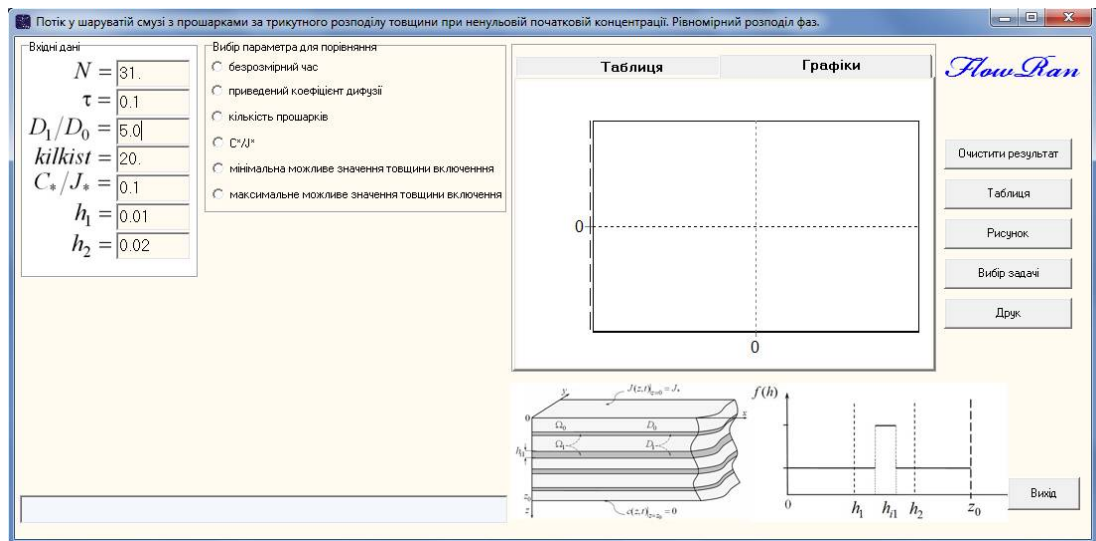 Потік у шаруватій смузі з прошарками за трикутного розподілу товщини при ненульовій початковій концентрації. Рівномірний розподіл фаз.
Вхідні дані
N = 31.
τ = 0.1
D₁/D₀ = 5.0
kilkist = 20.
C*/J* = 0.1
h₁ = 0.01
h₂ = 0.02
Вибір параметра для порівняння
безрозмірний час
приведений коефіцієнт дифузії
кількість прошарків
C*/J*
мінімальна можливе значення товщини включенння
максимальне можливе значення товщини включення
Таблиця
Графіки
0
0
FlowRan
Очистити результат
Таблиця
Рисунок
Вибір задачі
Друк
Вихід
y
J(z,t)|z=0 = J*
0
x
Ω₀
D₀
Ω₁
D₁
hᵢ₁
z₀
z
c(z,t)|z=z₀ = 0
f(h)
0
h₁
hᵢ₁
h₂
z₀